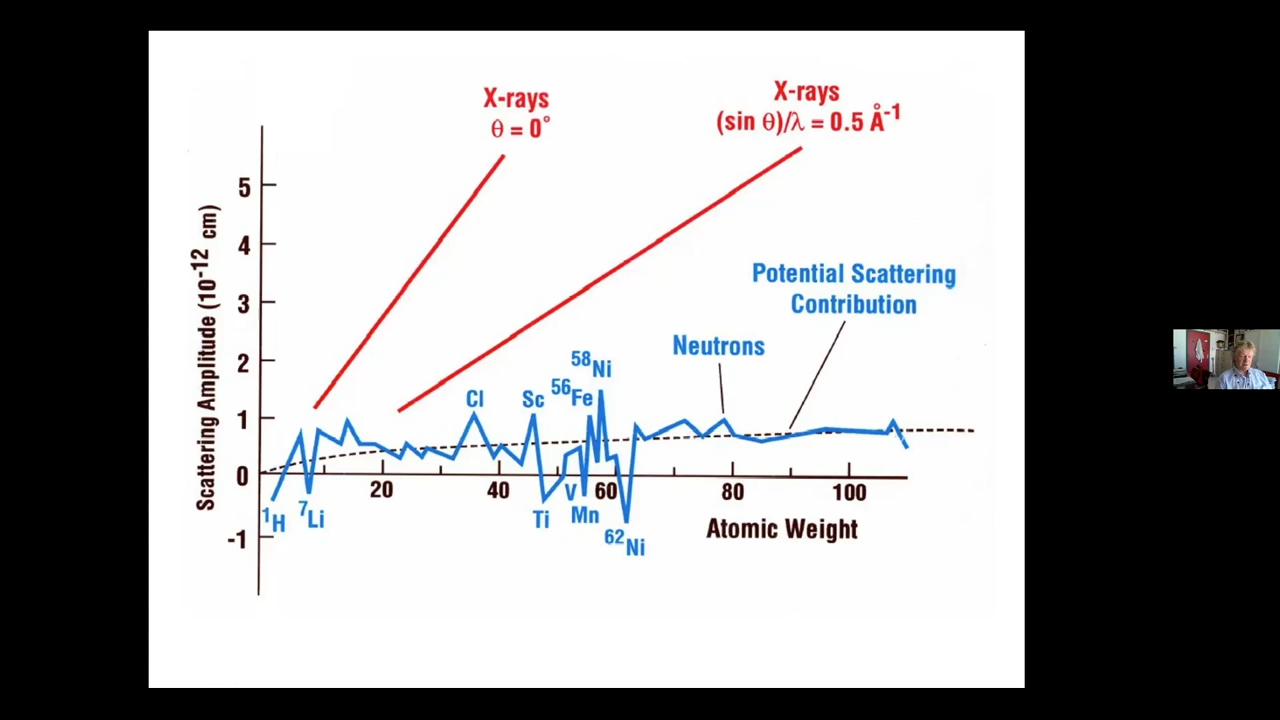 X-rays
θ = 0°
X-rays
(sin θ)/λ = 0.5 Å⁻¹
Scattering Amplitude (10⁻¹² cm)
5
4
3
2
1
0
-1
Potential Scattering
Contribution
Neutrons
⁵⁸Ni
⁵⁶Fe
Cl
Sc
20
40
60
80
100
¹H
⁷Li
Ti
V
Mn
⁶²Ni
Atomic Weight